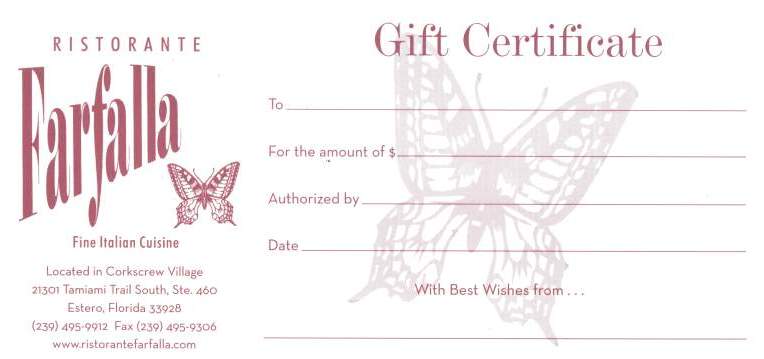 RISTORANTE
Farfalla
Fine Italian Cuisine
Located in Corkscrew Village
21301 Tamiami Trail South, Ste. 460
Estero, Florida 33928
(239) 495-9912 Fax (239) 495-9306
www.ristorantefarfalla.com
Gift Certificate
To
For the amount of $
Authorized by
Date
With Best Wishes from . . .